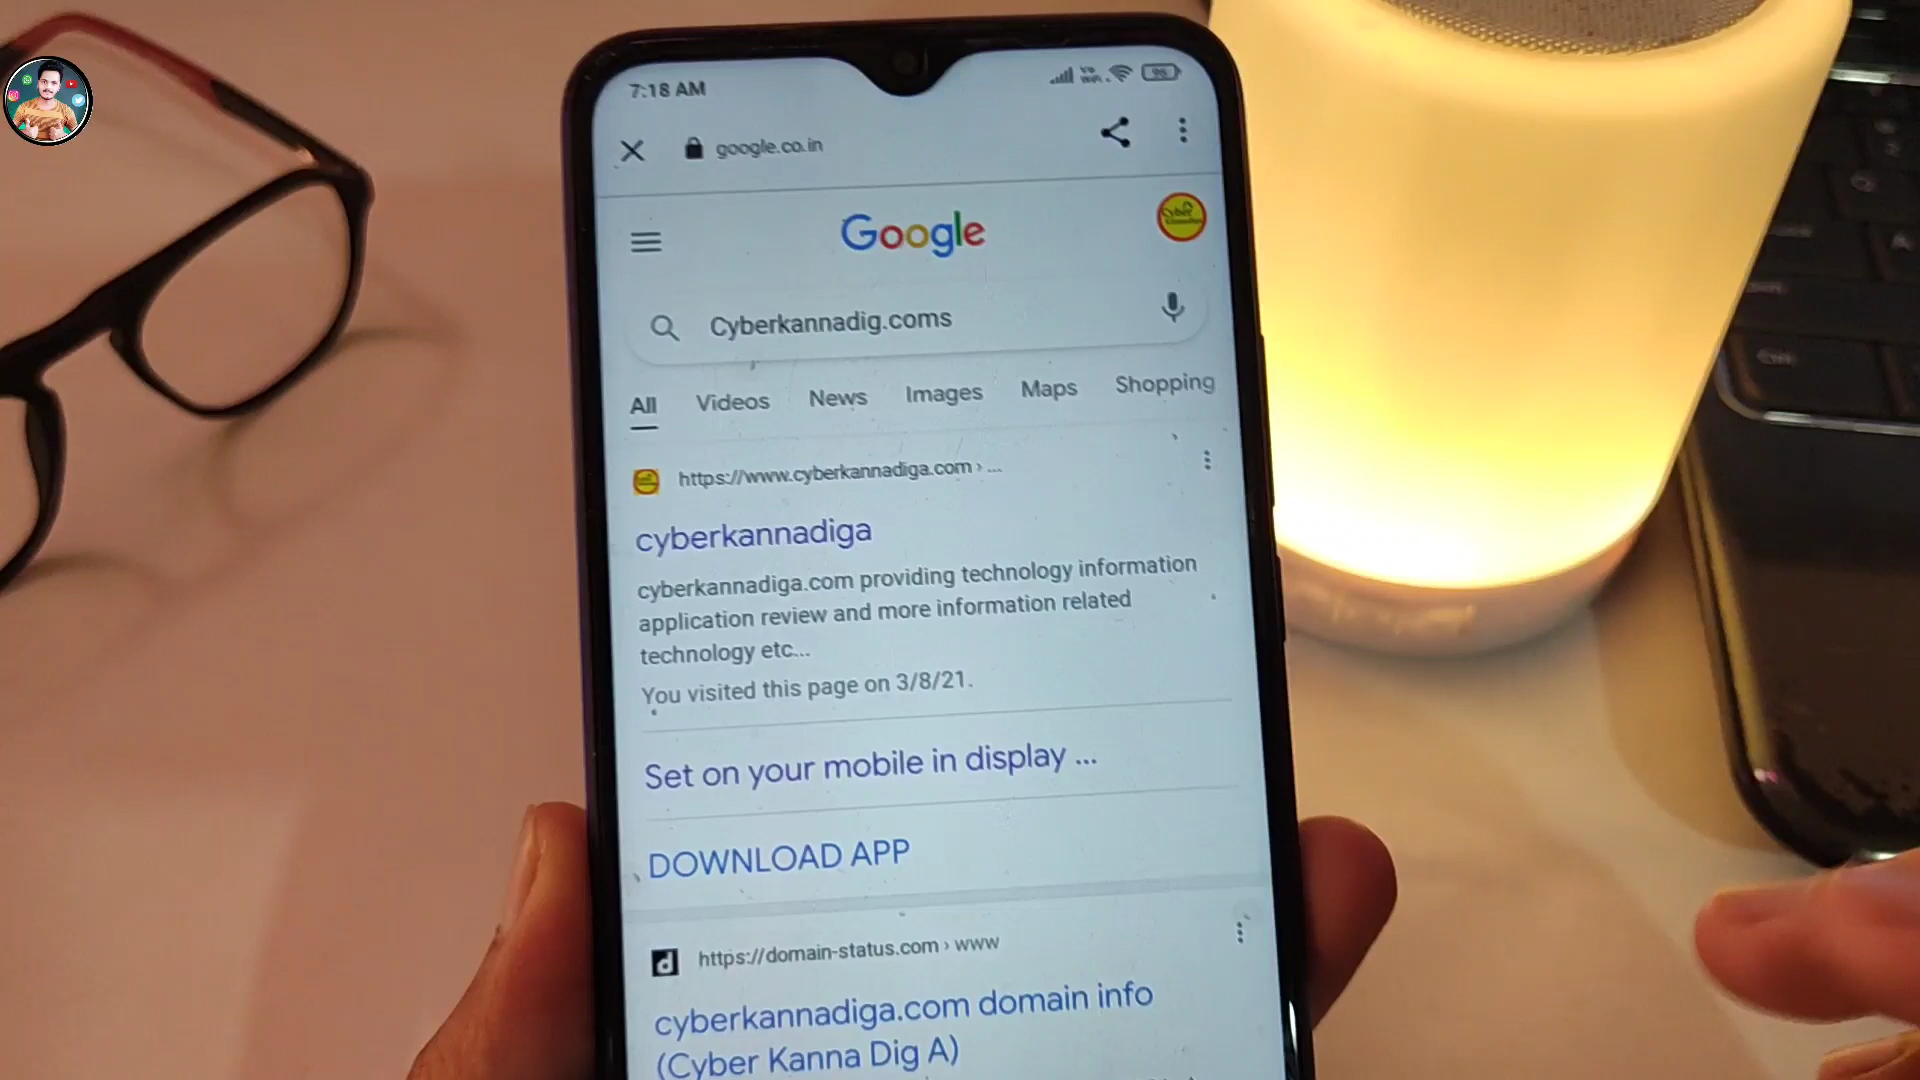 7:18 AM
google.co.in
Google
Cyberkannadig.coms
All Videos News Images Maps Shopping
https://www.cyberkannadiga.com › ...
cyberkannadiga
cyberkannadiga.com providing technology information
application review and more information related
technology etc...
You visited this page on 3/8/21.
Set on your mobile in display ...
DOWNLOAD APP
https://domain-status.com › www
cyberkannadiga.com domain info
(Cyber Kanna Dig A)